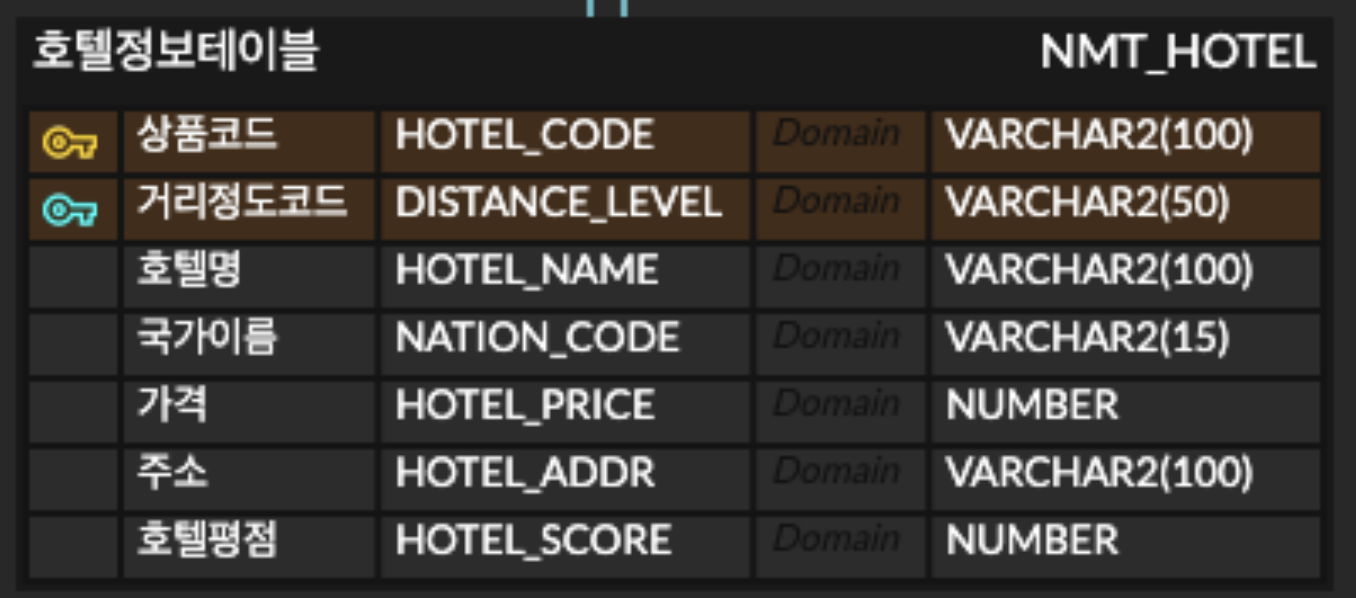 호텔정보테이블 NMT_HOTEL
상품코드 HOTEL_CODE Domain VARCHAR2(100)
거리정도코드 DISTANCE_LEVEL Domain VARCHAR2(50)
호텔명 HOTEL_NAME Domain VARCHAR2(100)
국가이름 NATION_CODE Domain VARCHAR2(15)
가격 HOTEL_PRICE Domain NUMBER
주소 HOTEL_ADDR Domain VARCHAR2(100)
호텔평점 HOTEL_SCORE Domain NUMBER